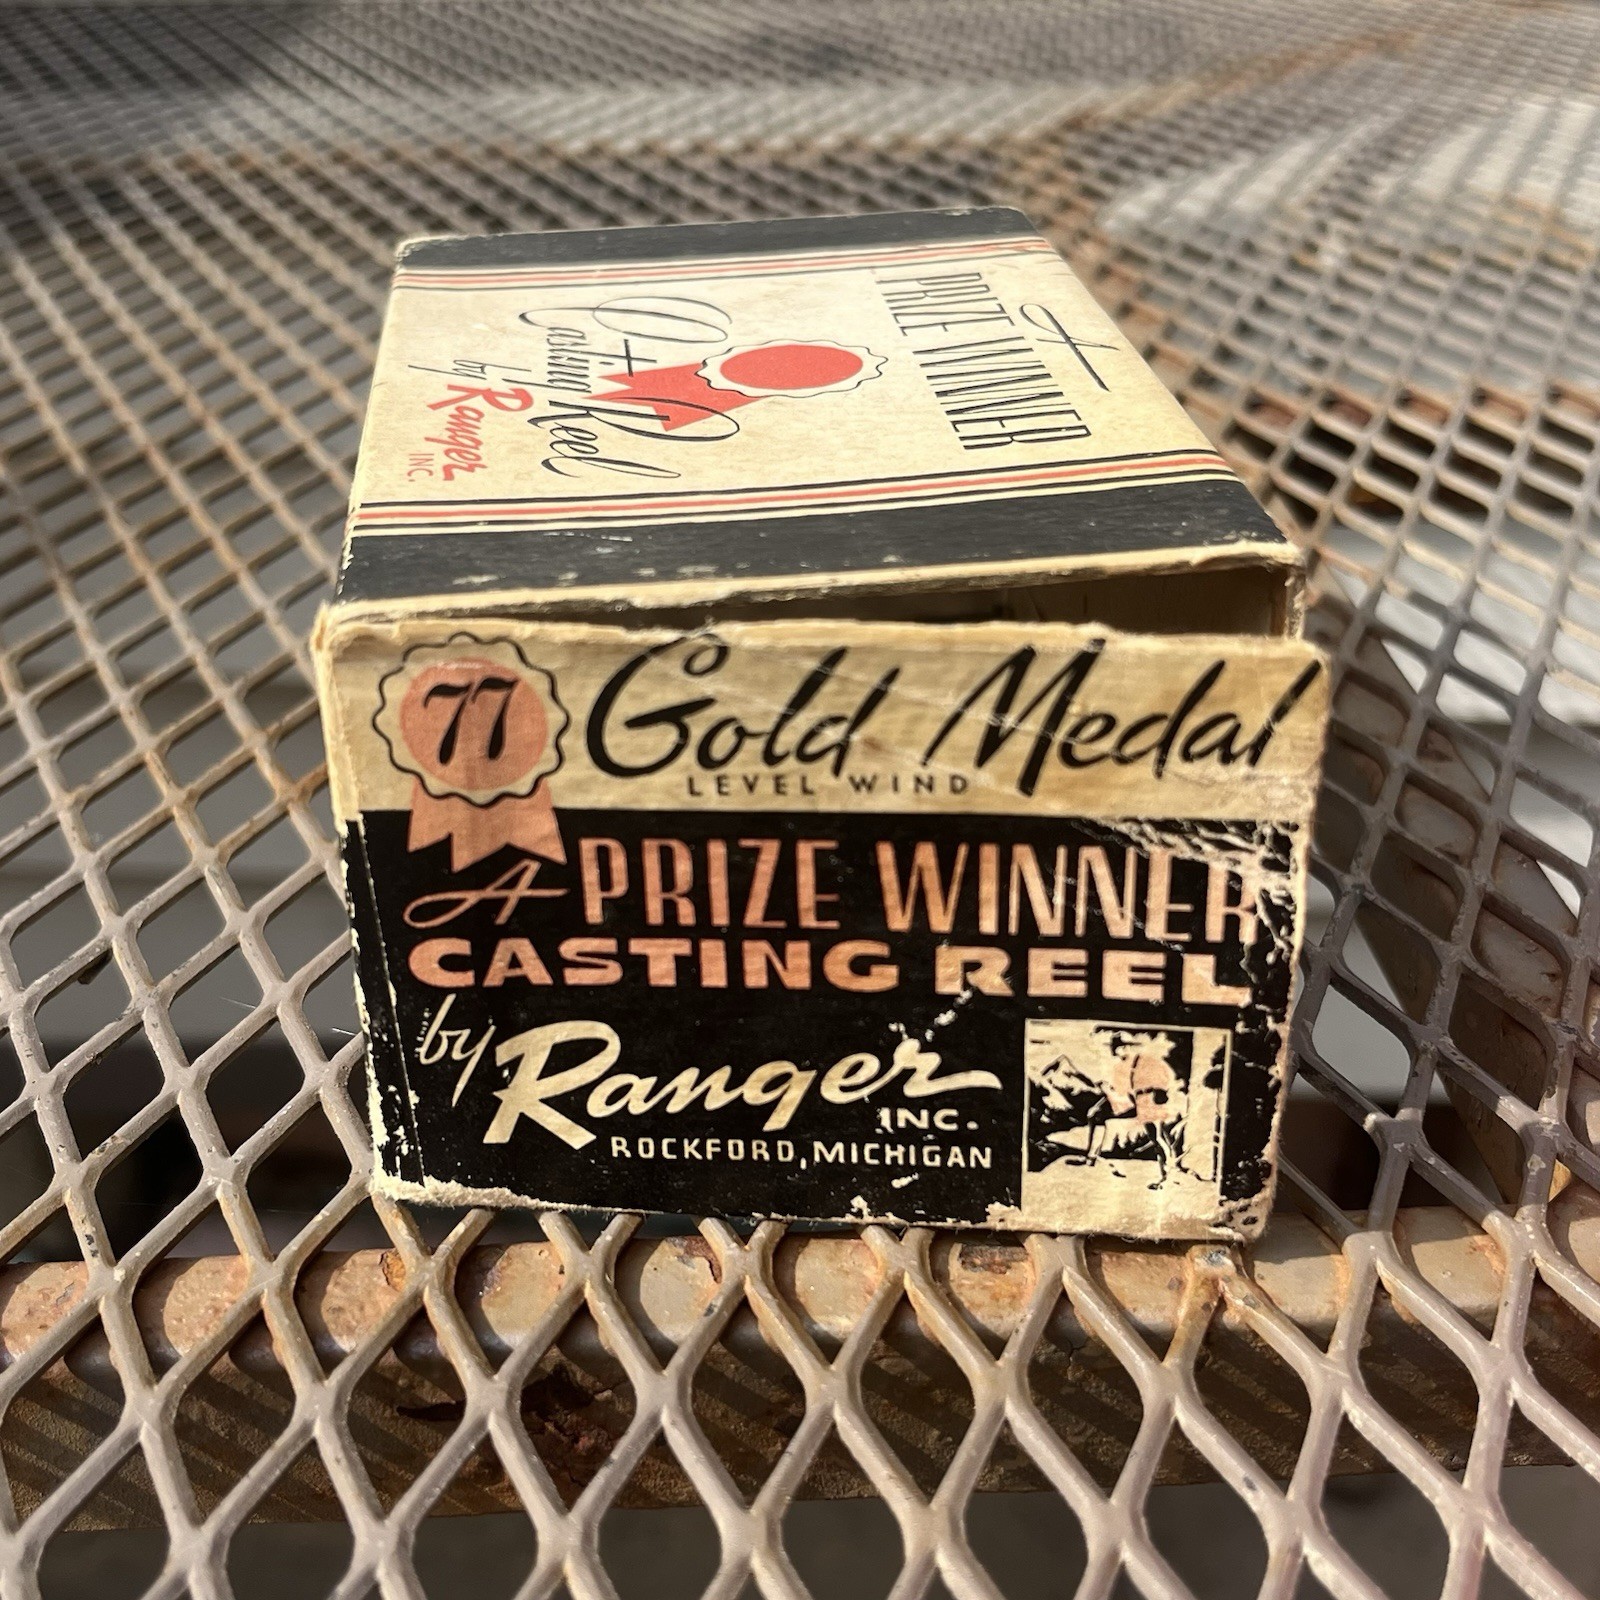 A
PRIZE WINNER
Casting Reel
by Ranger INC.
77 Gold Medal
LEVEL WIND
A PRIZE WINNER
CASTING REEL
by Ranger
INC.
ROCKFORD, MICHIGAN